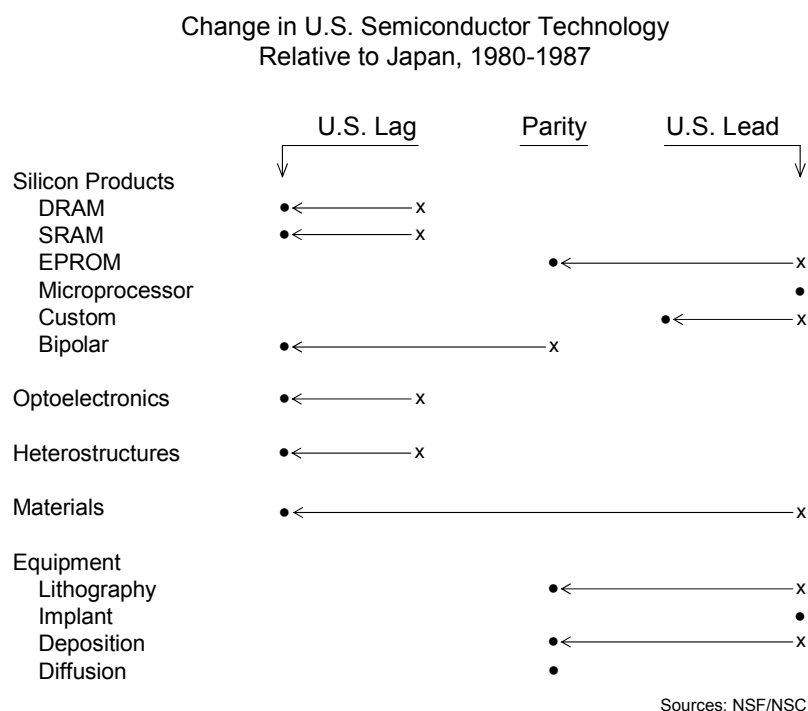 Change in U.S. Semiconductor Technology
Relative to Japan, 1980-1987
U.S. Lag Parity U.S. Lead
Silicon Products
DRAM x
SRAM x
EPROM x
Microprocessor
Custom x
Bipolar x
Optoelectronics x
Heterostructures x
Materials x
Equipment
Lithography x
Implant
Deposition x
Diffusion
Sources: NSF/NSC